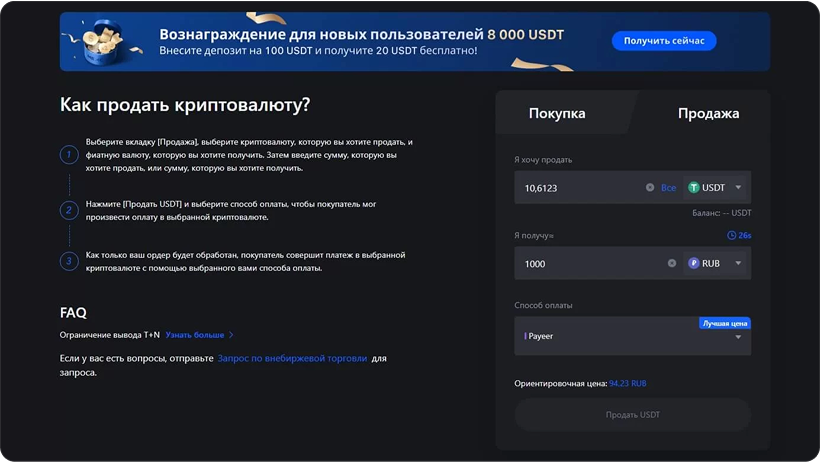 Вознаграждение для новых пользователей 8 000 USDT
Внесите депозит на 100 USDT и получите 20 USDT бесплатно!
Получить сейчас
Как продать криптовалюту?
1
Выберите вкладку [Продажа], выберите криптовалюту, которую вы хотите продать, и
фиатную валюту, которую вы хотите получить. Затем введите сумму, которую вы
хотите продать, или сумму, которую вы хотите получить.
2
Нажмите [Продать USDT] и выберите способ оплаты, чтобы покупатель мог
произвести оплату в выбранной криптовалюте.
3
Как только ваш ордер будет обработан, покупатель совершит платеж в выбранной
криптовалюте с помощью выбранного вами способа оплаты.
FAQ
Ограничение вывода T+N Узнать больше
Если у вас есть вопросы, отправьте Запрос по внебиржевой торговли для
запроса.
Покупка Продажа
Я хочу продать
10,6123 Все USDT
Баланс: -- USDT
Я получу≈ 26s
1000 RUB
Способ оплаты
Лучшая цена
Payeer
Ориентировочная цена: 94,23 RUB
Продать USDT